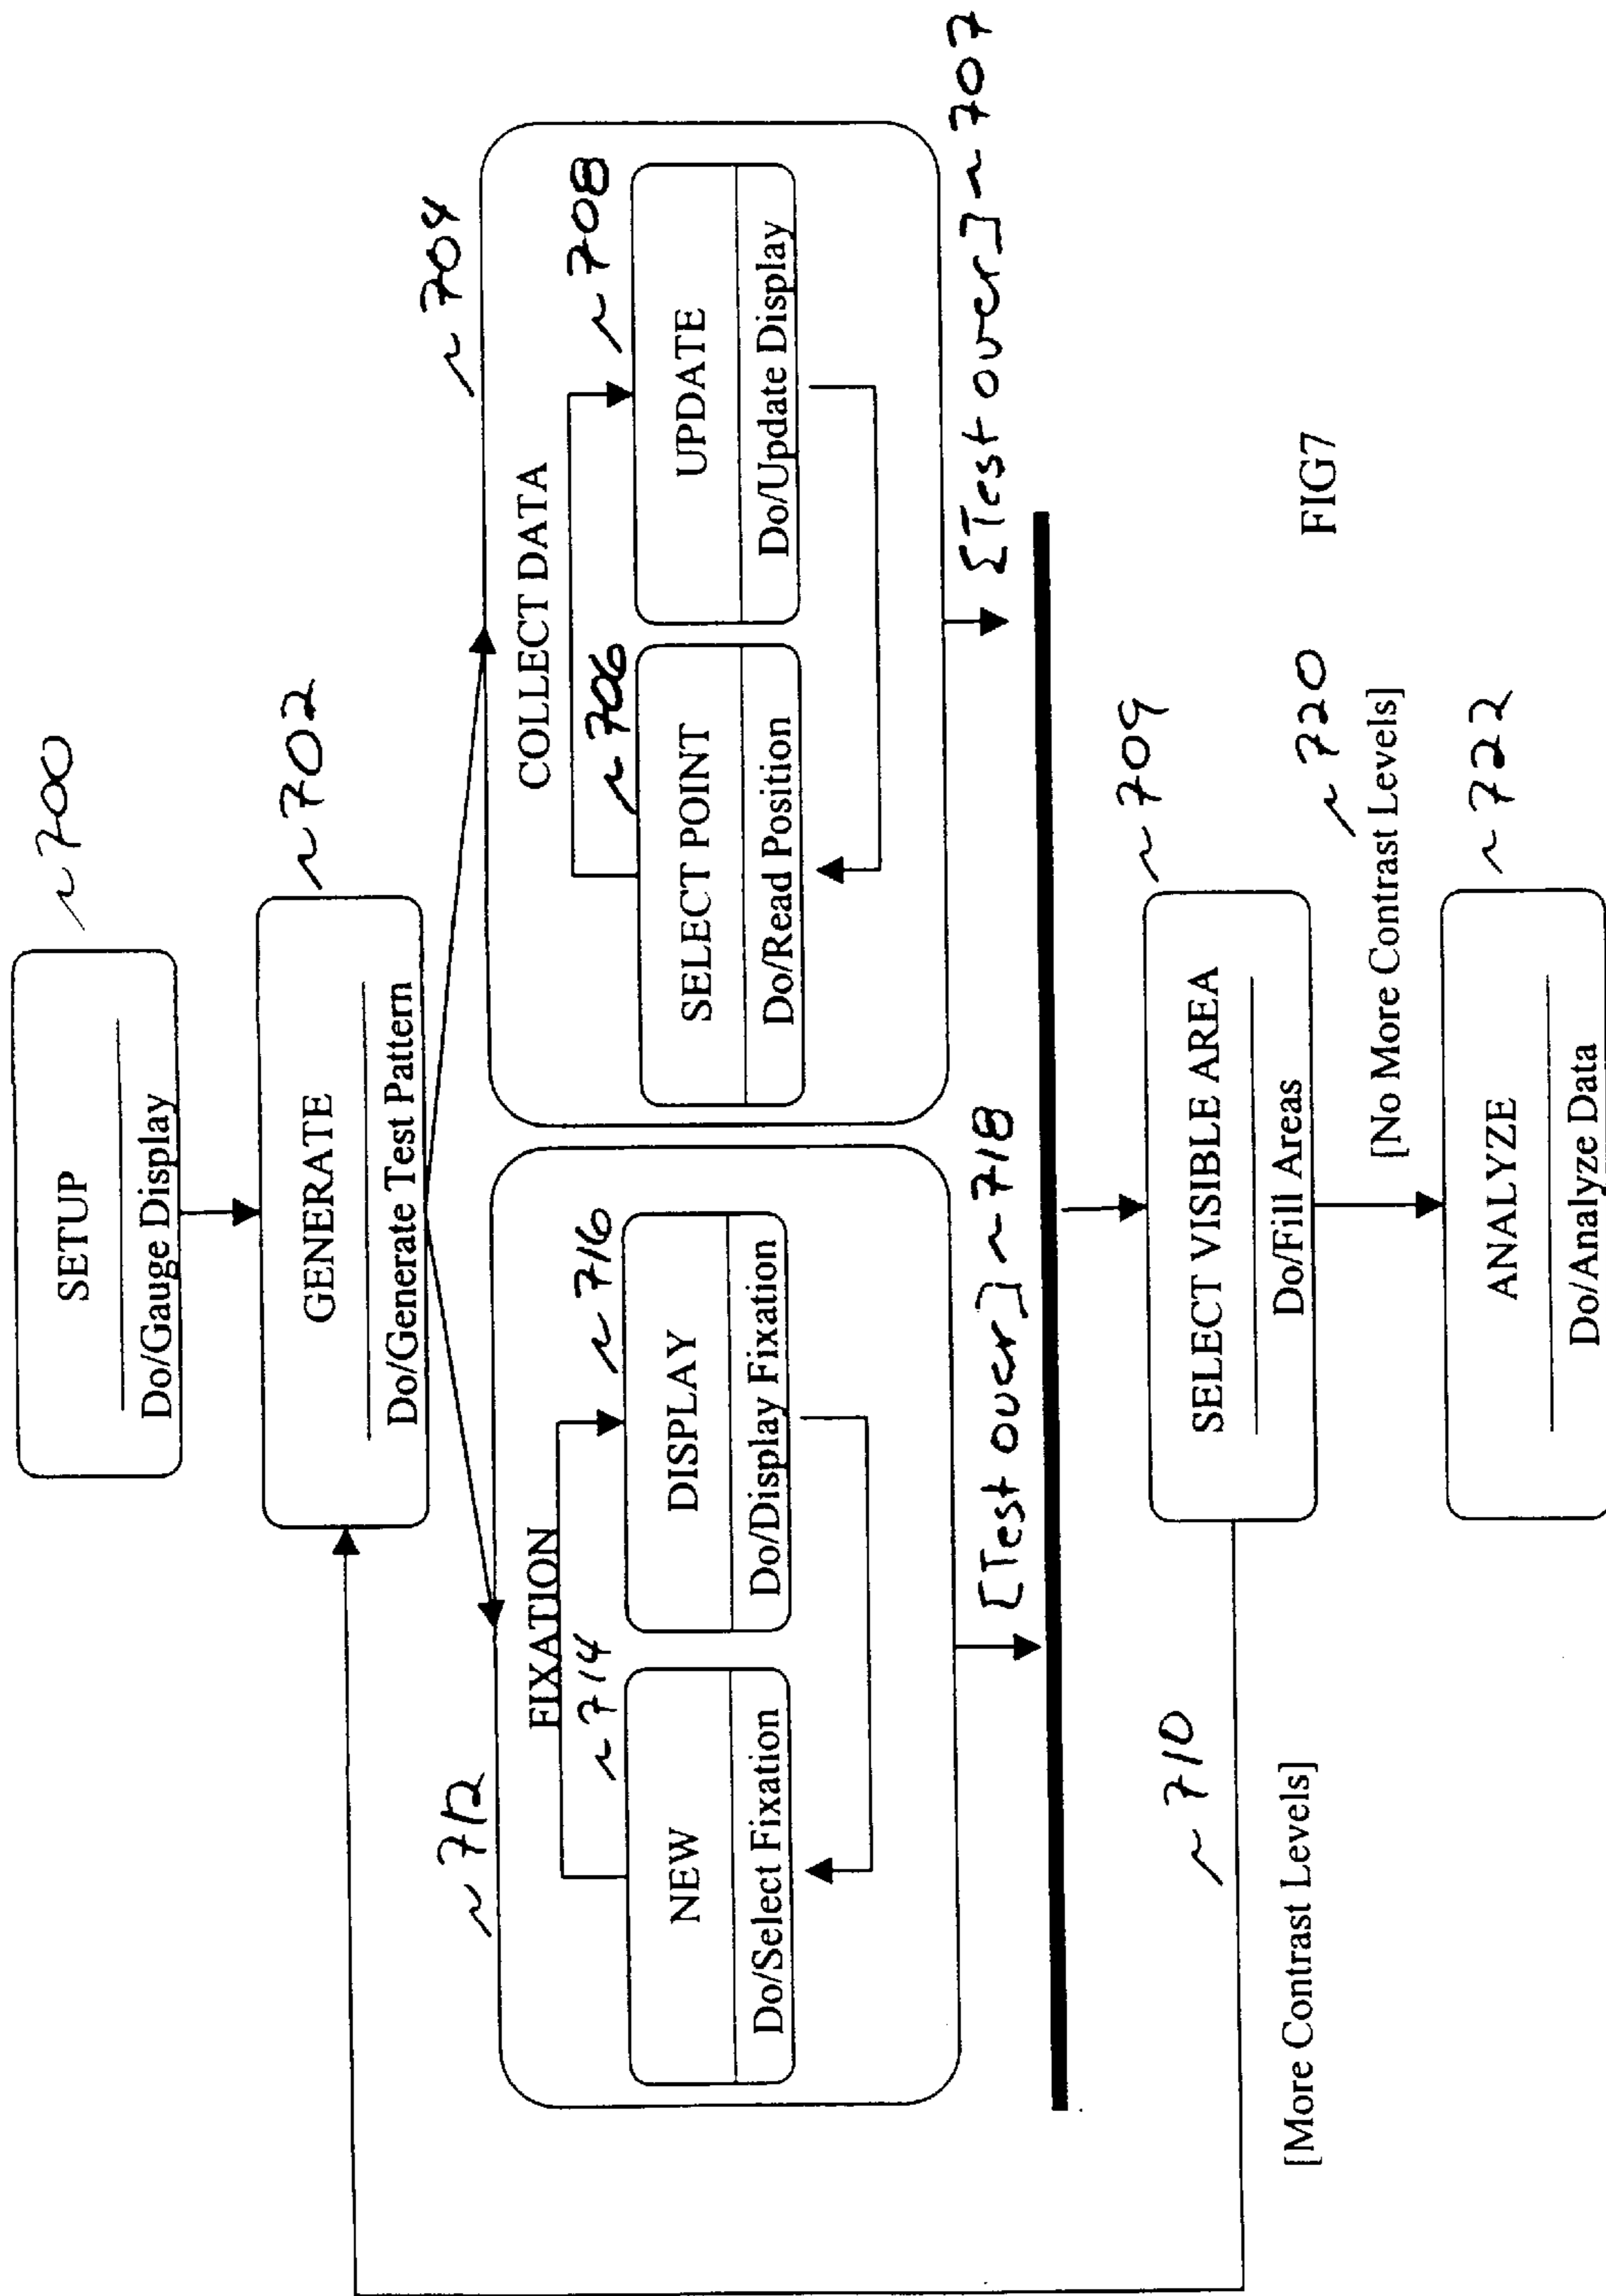 ~700
SETUP
Do/Gauge Display
~702
GENERATE
Do/Generate Test Pattern
~712
FIXATION
~714
NEW
Do/Select Fixation
~716
DISPLAY
Do/Display Fixation
[Test over] ~718
~704
COLLECT DATA
~706
SELECT POINT
Do/Read Position
~708
UPDATE
Do/Update Display
[Test over] ~707
~709
SELECT VISIBLE AREA
Do/Fill Areas
~710
[More Contrast Levels]
~720
[No More Contrast Levels]
~722
ANALYZE
Do/Analyze Data
FIG7